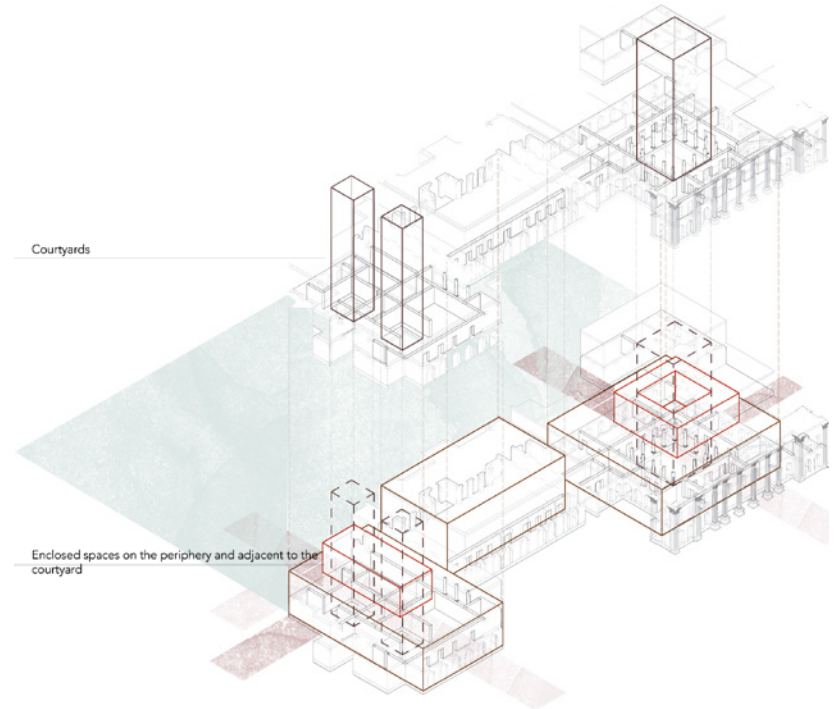 Courtyards
Enclosed spaces on the periphery and adjacent to the
courtyard